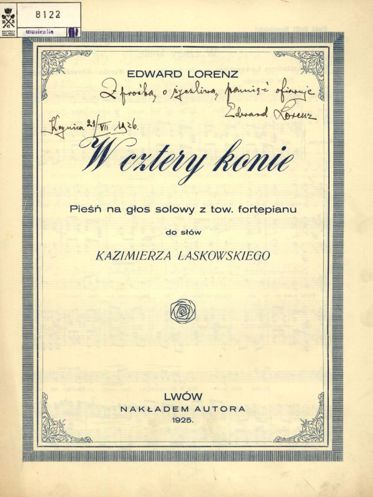 8122
musicalia
EDWARD LORENZ
Z prośbą, o życzliwą, pamięć ofiaruje
Edward Lorenz
Krynica 21/VII 1926.
W cztery konie
Pieśń na głos solowy z tow. fortepianu
do słów
KAZIMIERZA LASKOWSKIEGO
LWÓW
NAKŁADEM AUTORA
1925.